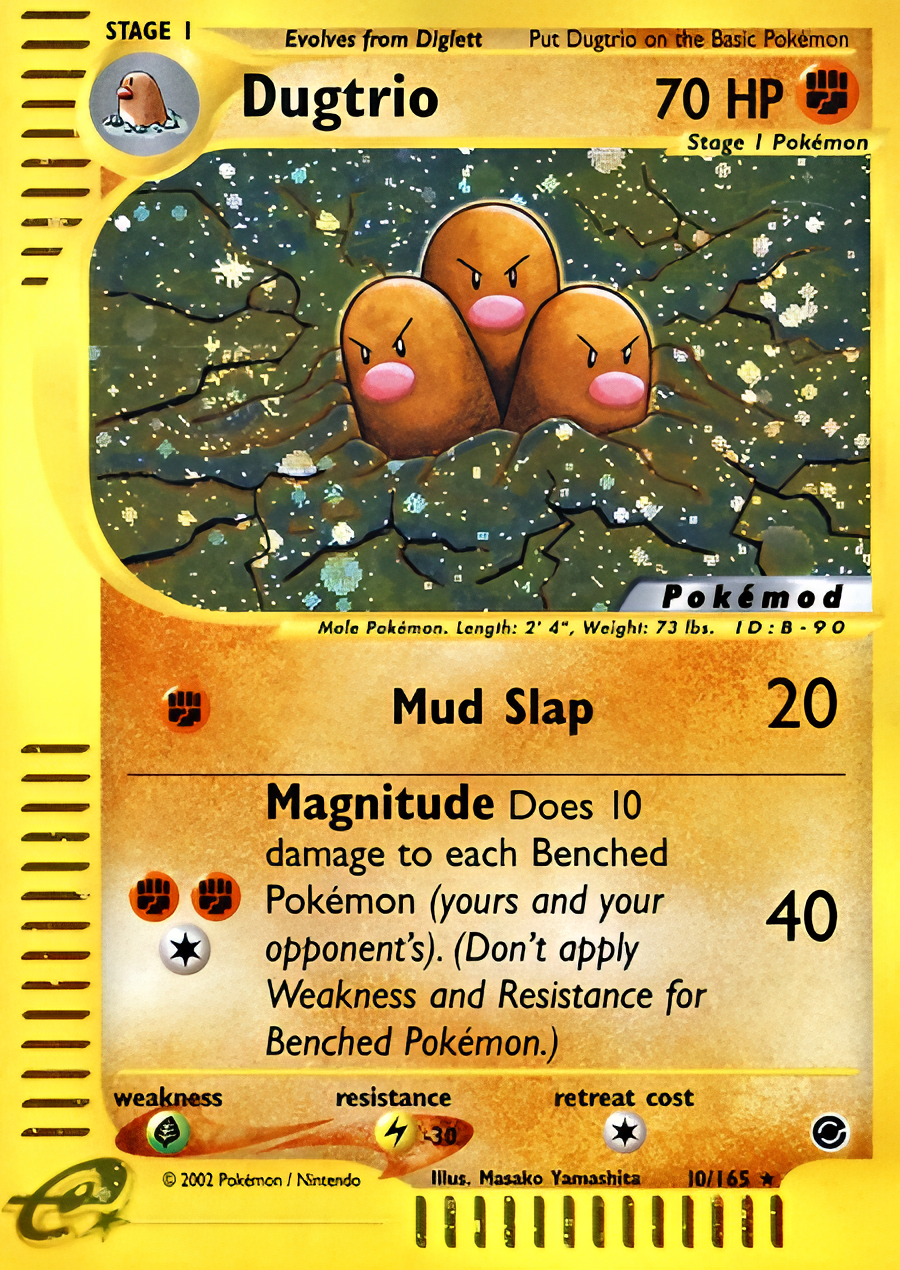 STAGE 1
Evolves from Diglett Put Dugtrio on the Basic Pokémon
Dugtrio 70 HP
Stage 1 Pokémon
Pokémod
Mole Pokémon. Length: 2' 4", Weight: 73 lbs. ID:B-90
Mud Slap 20
Magnitude Does 10
damage to each Benched
Pokémon (yours and your
opponent's). (Don't apply
Weakness and Resistance for
Benched Pokémon.)
40
weakness resistance retreat cost
-30
© 2002 Pokémon / Nintendo Illus. Masako Yamashita 10/165 ★
e